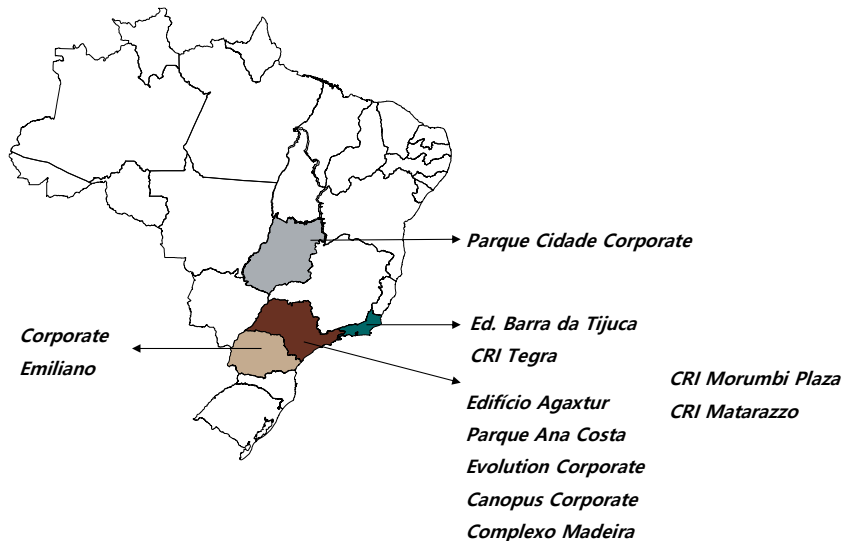 Parque Cidade Corporate
Ed. Barra da Tijuca
CRI Tegra
Corporate
Emiliano
Edifício Agaxtur
Parque Ana Costa
Evolution Corporate
Canopus Corporate
Complexo Madeira
CRI Morumbi Plaza
CRI Matarazzo